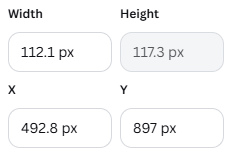 Width Height
112.1 px 117.3 px
X Y
492.8 px 897 px